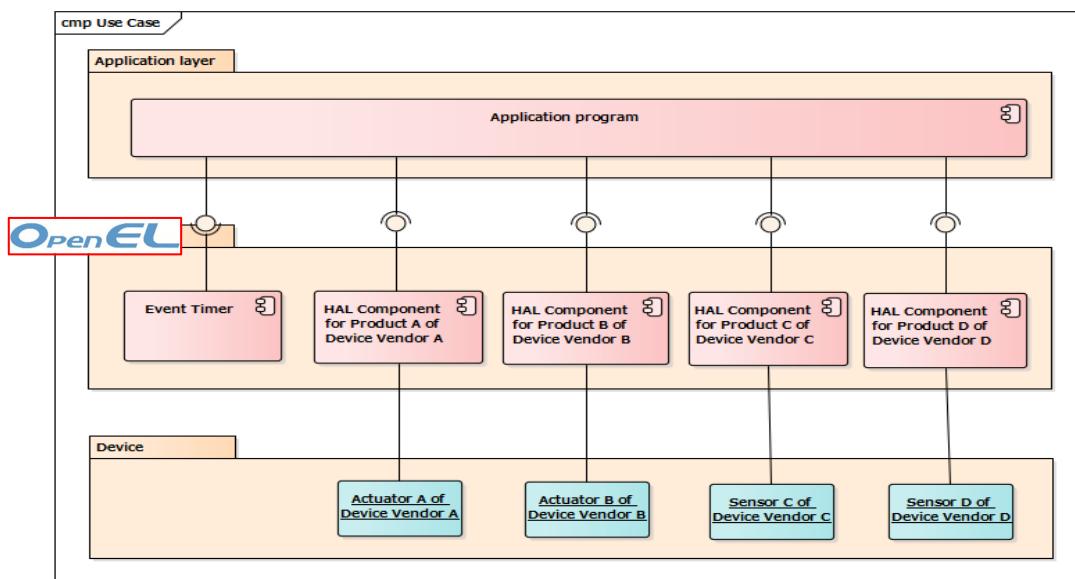 cmp Use Case
Application layer
Application program
OpenEL
Event Timer
HAL Component
for Product A of
Device Vendor A
HAL Component
for Product B of
Device Vendor B
HAL Component
for Product C of
Device Vendor C
HAL Component
for Product D of
Device Vendor D
Device
Actuator A of
Device Vendor A
Actuator B of
Device Vendor B
Sensor C of
Device Vendor C
Sensor D of
Device Vendor D